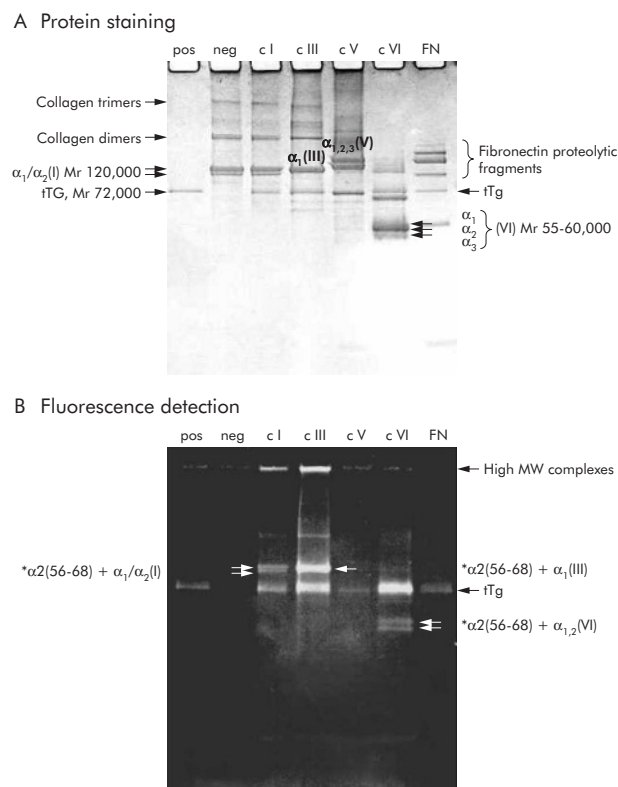 A Protein staining
pos neg c I c III c V c VI FN
Collagen trimers
Collagen dimers
α1,2,3(V)
α1(III)
Fibronectin proteolytic
fragments
α1/α2(I) Mr 120,000
tTG, Mr 72,000
tTg
α1
α2
α3
(VI) Mr 55-60,000
B Fluorescence detection
pos neg c I c III c V c VI FN
High MW complexes
*α2(56-68) + α1/α2(I)
*α2(56-68) + α1(III)
tTg
*α2(56-68) + α1,2(VI)